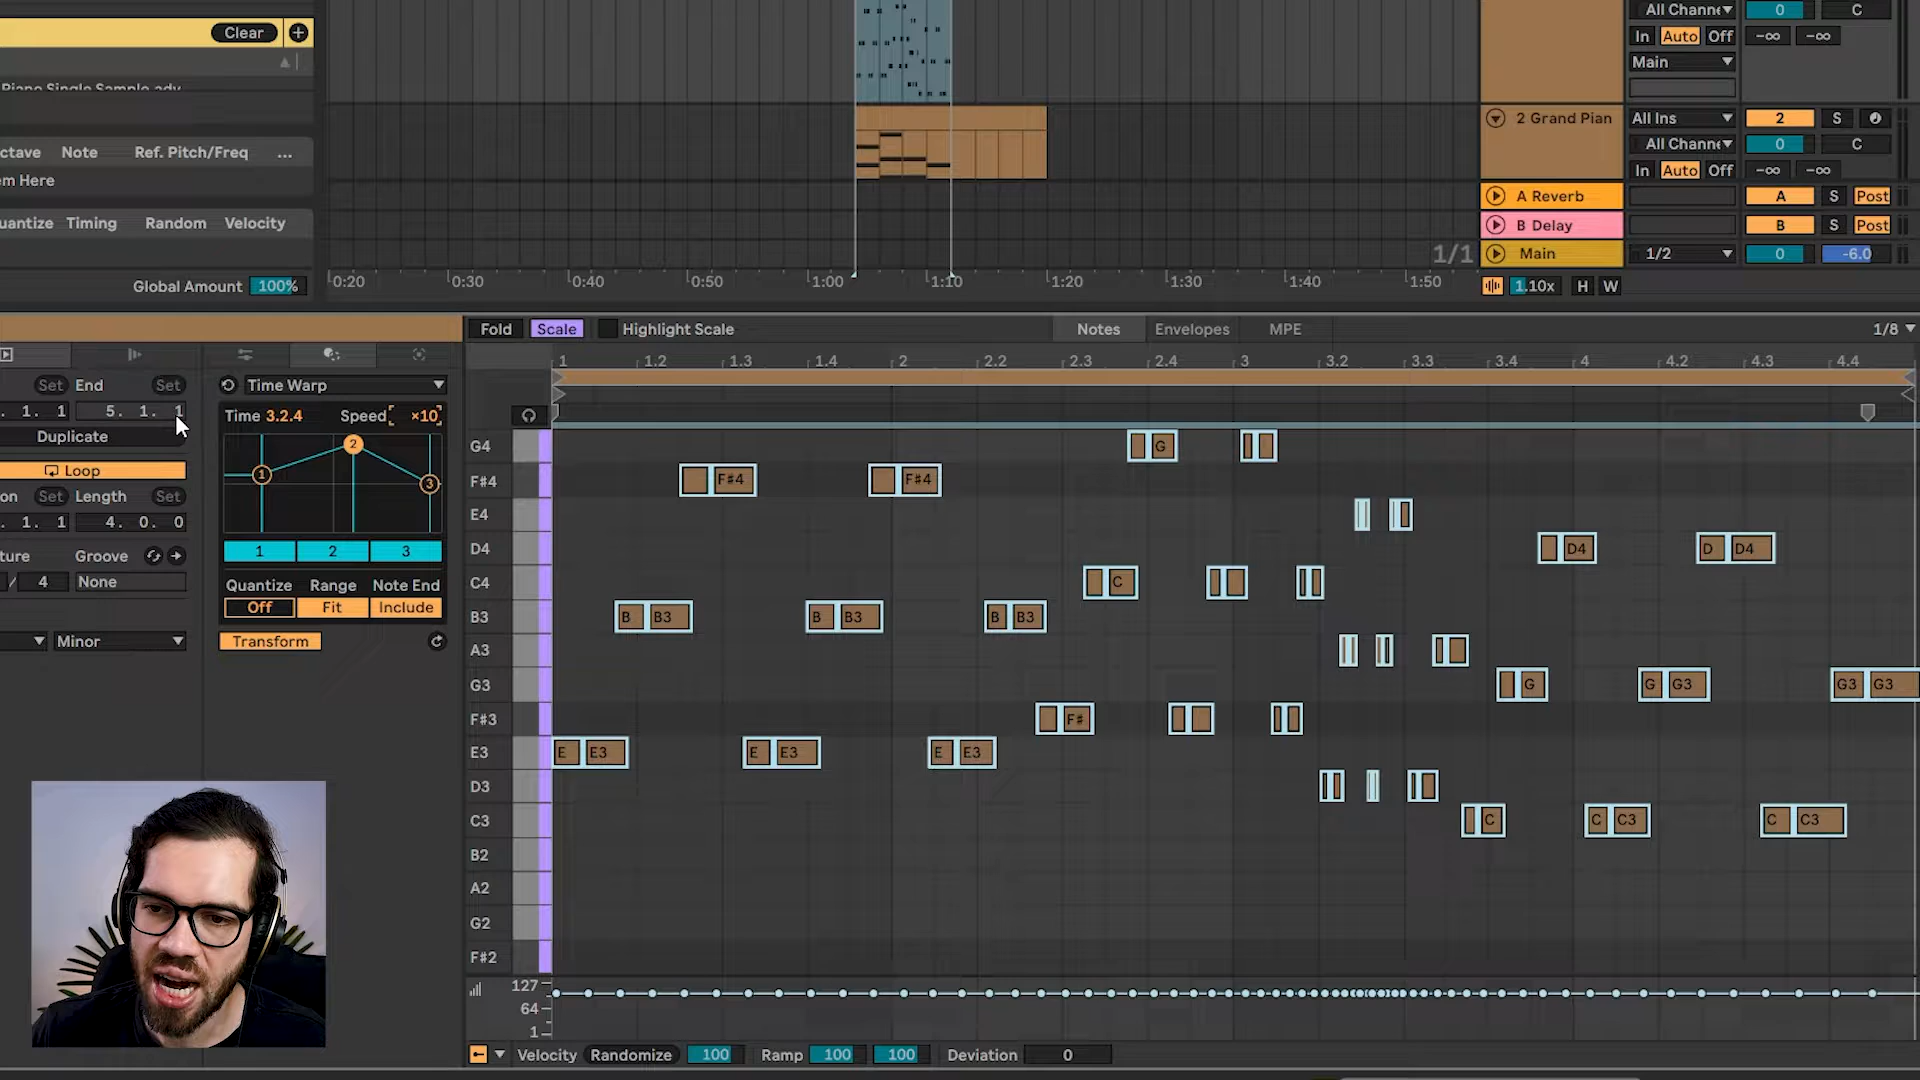 Clear
All Chann
0
C
In Auto Off
-∞ -∞
Main
ctave Note Ref. Pitch/Freq ...
2 Grand Pian
All Ins
2
S
em Here
All Chann
0
C
In Auto Off
-∞ -∞
uantize Timing Random Velocity
A Reverb
A
S
Post
B Delay
B
S
Post
1/1
Main
1/2
0
-6.0
Global Amount 100%
0:20 0:30 0:40 0:50 1:00 1:10 1:20 1:30 1:40 1:50
1.10x
H
W
Fold Scale Highlight Scale
Notes Envelopes MPE
1/8
Set End Set
. 1. 1 5. 1. 1
Duplicate
Loop
on Set Length Set
. 1. 1 4. 0. 0
ture Groove
/ 4 None
Minor
Time Warp
Time 3.2.4 Speed ×10
1 2 3
1 2 3
Quantize Range Note End
Off Fit Include
Transform
1 1.2 1.3 1.4 2 2.2 2.3 2.4 3 3.2 3.3 3.4 4 4.2 4.3 4.4
G4 G
F#4 F#4 F#4
E4
D4 D4 D D4
C4 C
B3 B B3 B B3 B B3
A3
G3 G G G3 G3 G3
F#3 F#
E3 E E3 E E3 E E3
D3
C3 C C C3 C C3
B2
A2
G2
F#2
127
64
1
Velocity Randomize 100 Ramp 100 100 Deviation 0